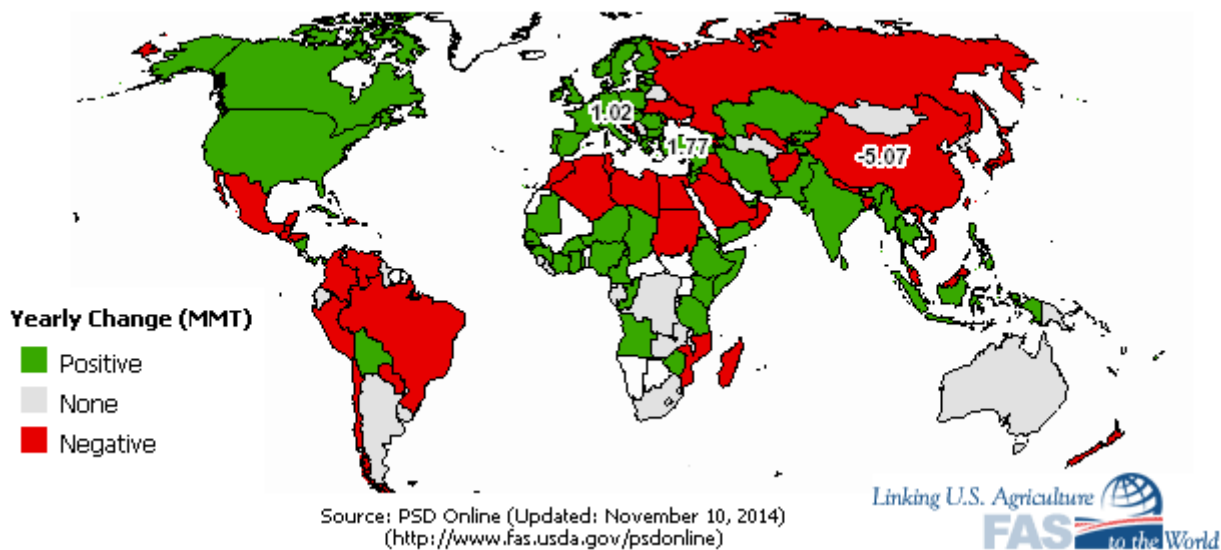 1.02
1.77
-5.07
Yearly Change (MMT)
Positive
None
Negative
Source: PSD Online (Updated: November 10, 2014)
(http://www.fas.usda.gov/psdonline)
Linking U.S. Agriculture
FAS to the World